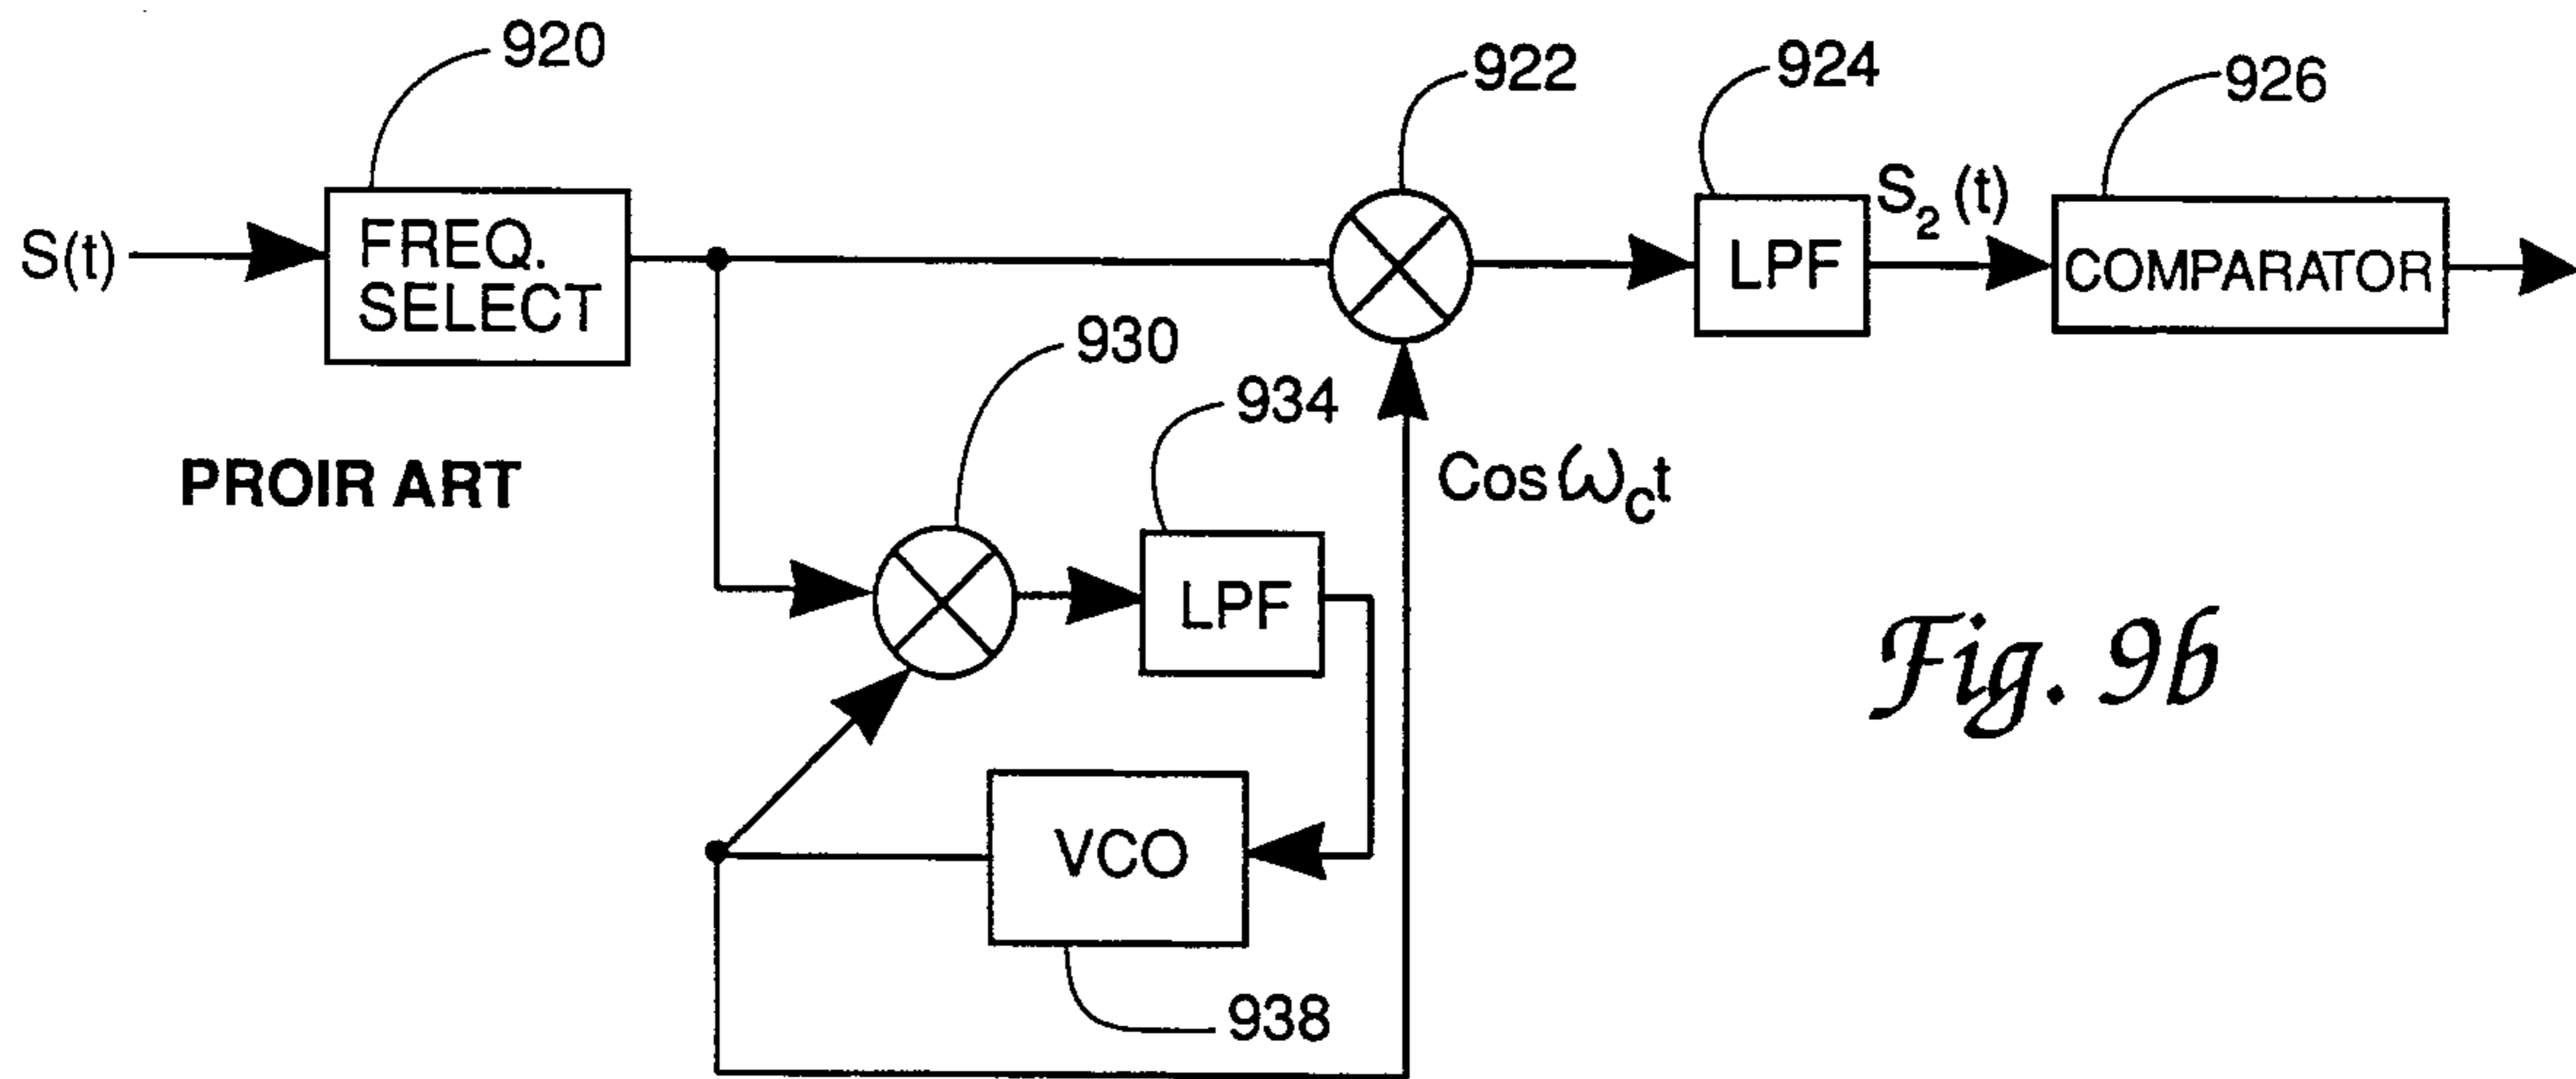 920
922
924
926
S(t)
FREQ.
SELECT
LPF
S₂ (t)
COMPARATOR
930
934
PROIR ART
Cos ω_c t
LPF
VCO
938
Fig. 9b